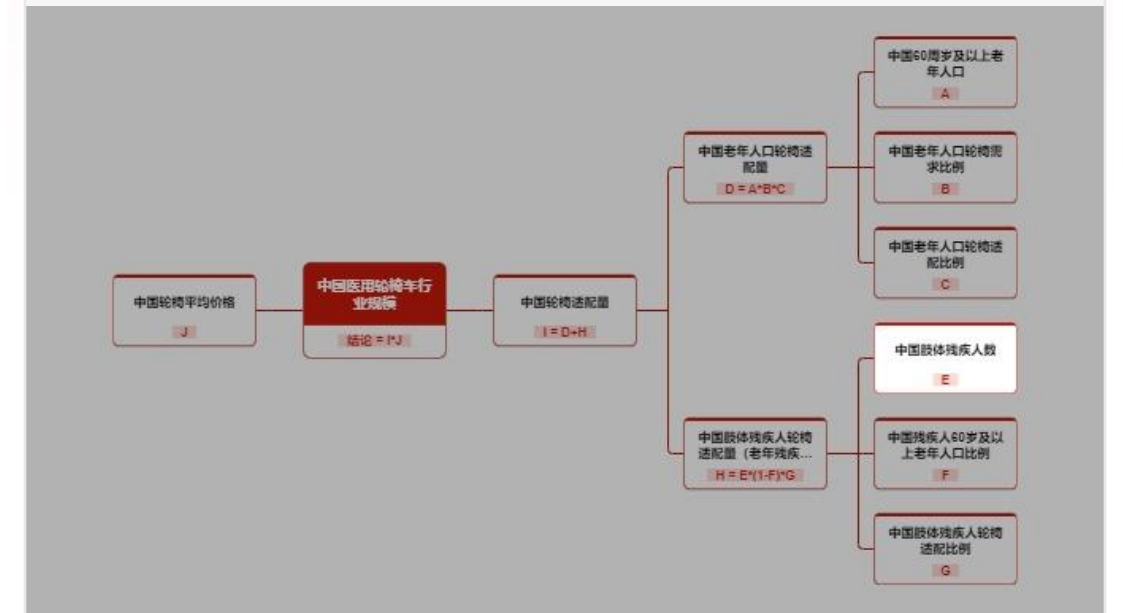 中国60周岁及以上老
年人口
A
中国老年人口轮椅适
配量
D = A*B*C
中国老年人口轮椅需
求比例
B
中国老年人口轮椅适
配比例
C
中国轮椅平均价格
J
中国医用轮椅车行
业规模
结论 = I*J
中国轮椅适配量
I = D+H
中国肢体残疾人数
E
中国肢体残疾人轮椅
适配量（老年残疾...
H = E*(1-F)*G
中国残疾人60岁及以
上老年人口比例
F
中国肢体残疾人轮椅
适配比例
G